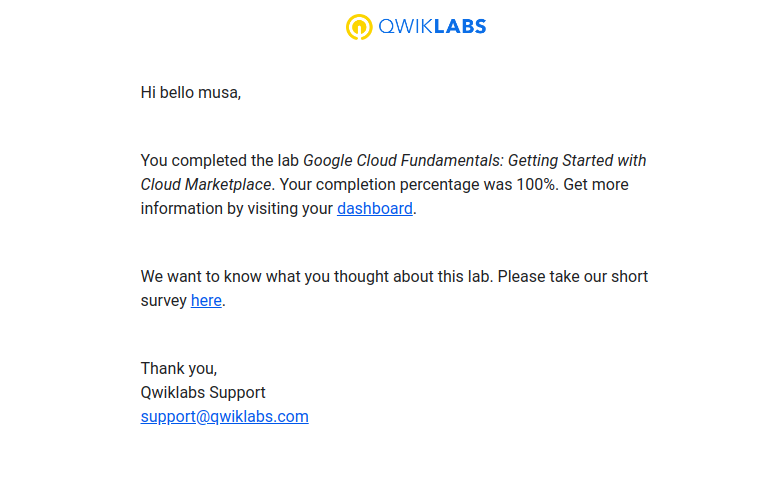 QWIKLABS
Hi bello musa,
You completed the lab Google Cloud Fundamentals: Getting Started with
Cloud Marketplace. Your completion percentage was 100%. Get more
information by visiting your dashboard.
We want to know what you thought about this lab. Please take our short
survey here.
Thank you,
Qwiklabs Support
support@qwiklabs.com